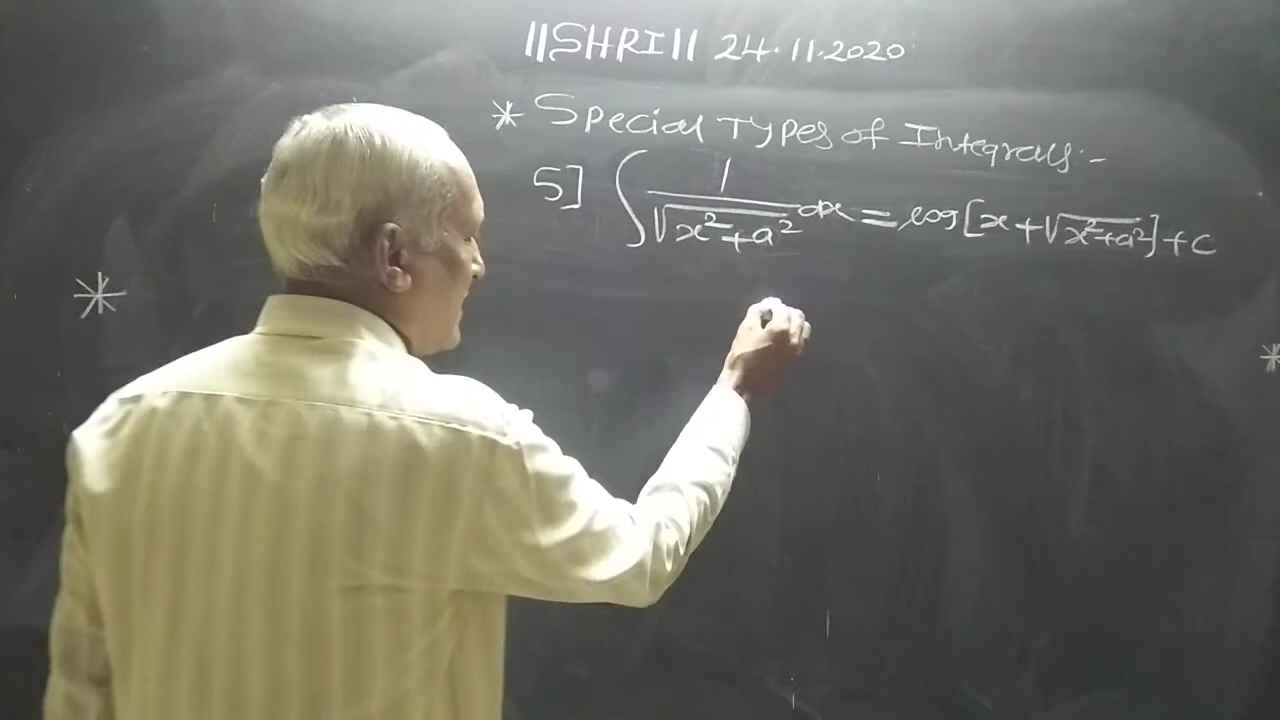 ||SHRI|| 24.11.2020
* Special Types of Integrals:-
5] ∫ 1/√(x²+a²) dx = log[x+√(x²+a²)]+c